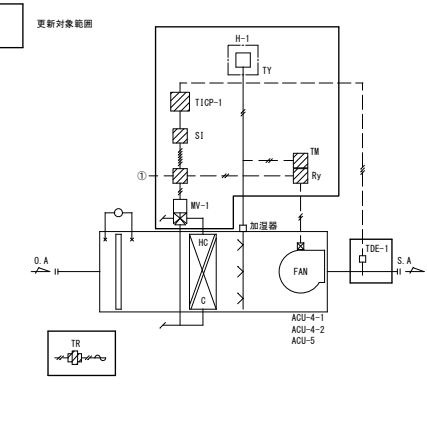 更新対象範囲
H-1
TY
TICP-1
SI
TM
①
Ry
MV-1
加湿器
HC
TDE-1
O.A
S.A
FAN
C
ACU-4-1
ACU-4-2
ACU-5
TR